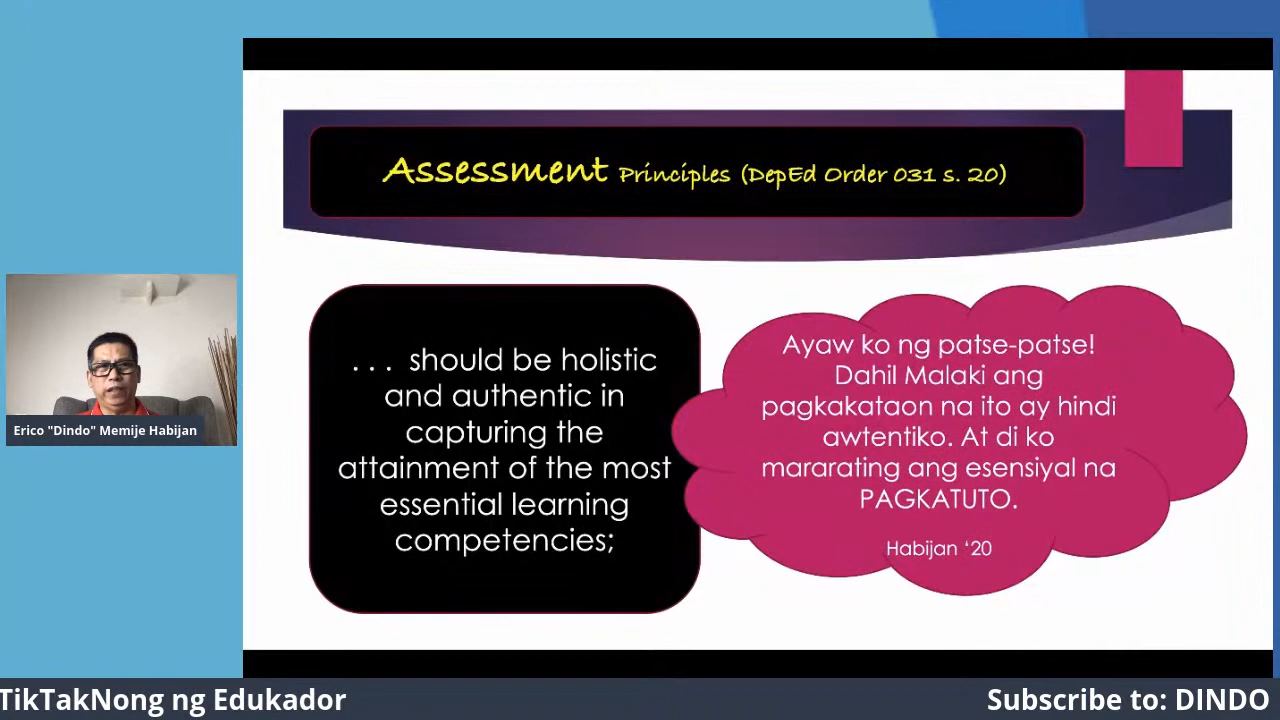 Assessment Principles (DepEd Order 031 s. 20)
. . . should be holistic
and authentic in
capturing the
attainment of the most
essential learning
competencies;
Ayaw ko ng patse-patse!
Dahil Malaki ang
pagkakataon na ito ay hindi
awtentiko. At di ko
mararating ang esensiyal na
PAGKATUTO.
Habijan ‘20
Erico "Dindo" Memije Habijan
TikTakNong ng Edukador
Subscribe to: DINDO